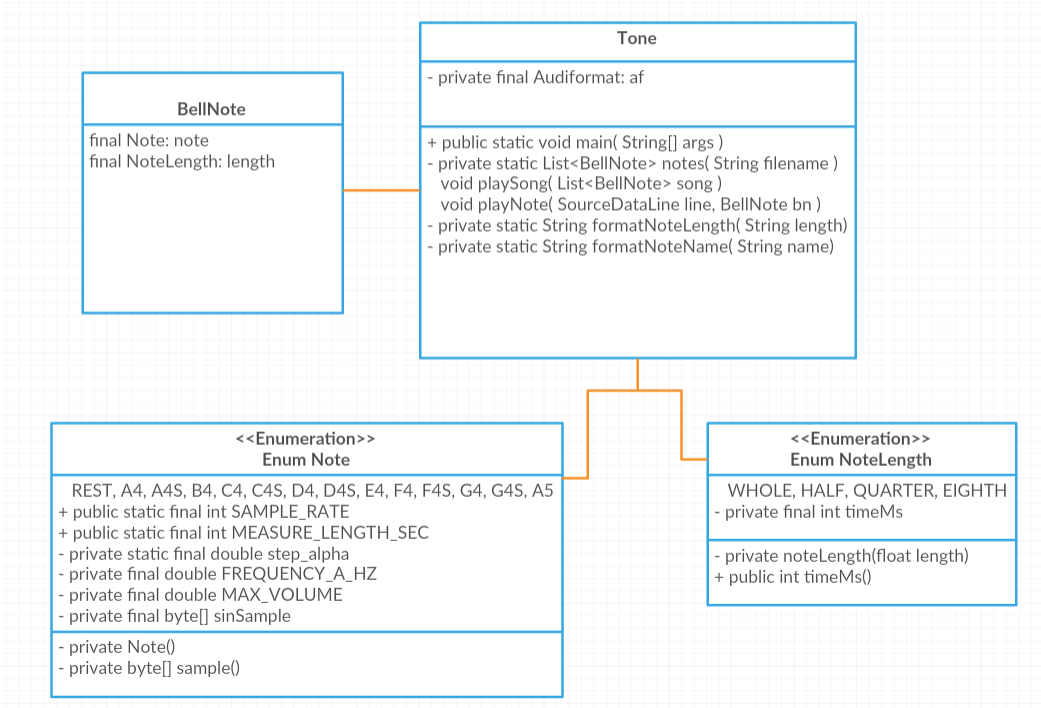 Tone
- private final Audiformat: af
+ public static void main( String[] args )
- private static List<BellNote> notes( String filename )
void playSong( List<BellNote> song )
void playNote( SourceDataLine line, BellNote bn )
- private static String formatNoteLength( String length)
- private static String formatNoteName( String name)
BellNote
final Note: note
final NoteLength: length
<<Enumeration>>
Enum Note
REST, A4, A4S, B4, C4, C4S, D4, D4S, E4, F4, F4S, G4, G4S, A5
+ public static final int SAMPLE_RATE
+ public static final int MEASURE_LENGTH_SEC
- private static final double step_alpha
- private final double FREQUENCY_A_HZ
- private final double MAX_VOLUME
- private final byte[] sinSample
- private Note()
- private byte[] sample()
<<Enumeration>>
Enum NoteLength
WHOLE, HALF, QUARTER, EIGHTH
- private final int timeMs
- private noteLength(float length)
+ public int timeMs()